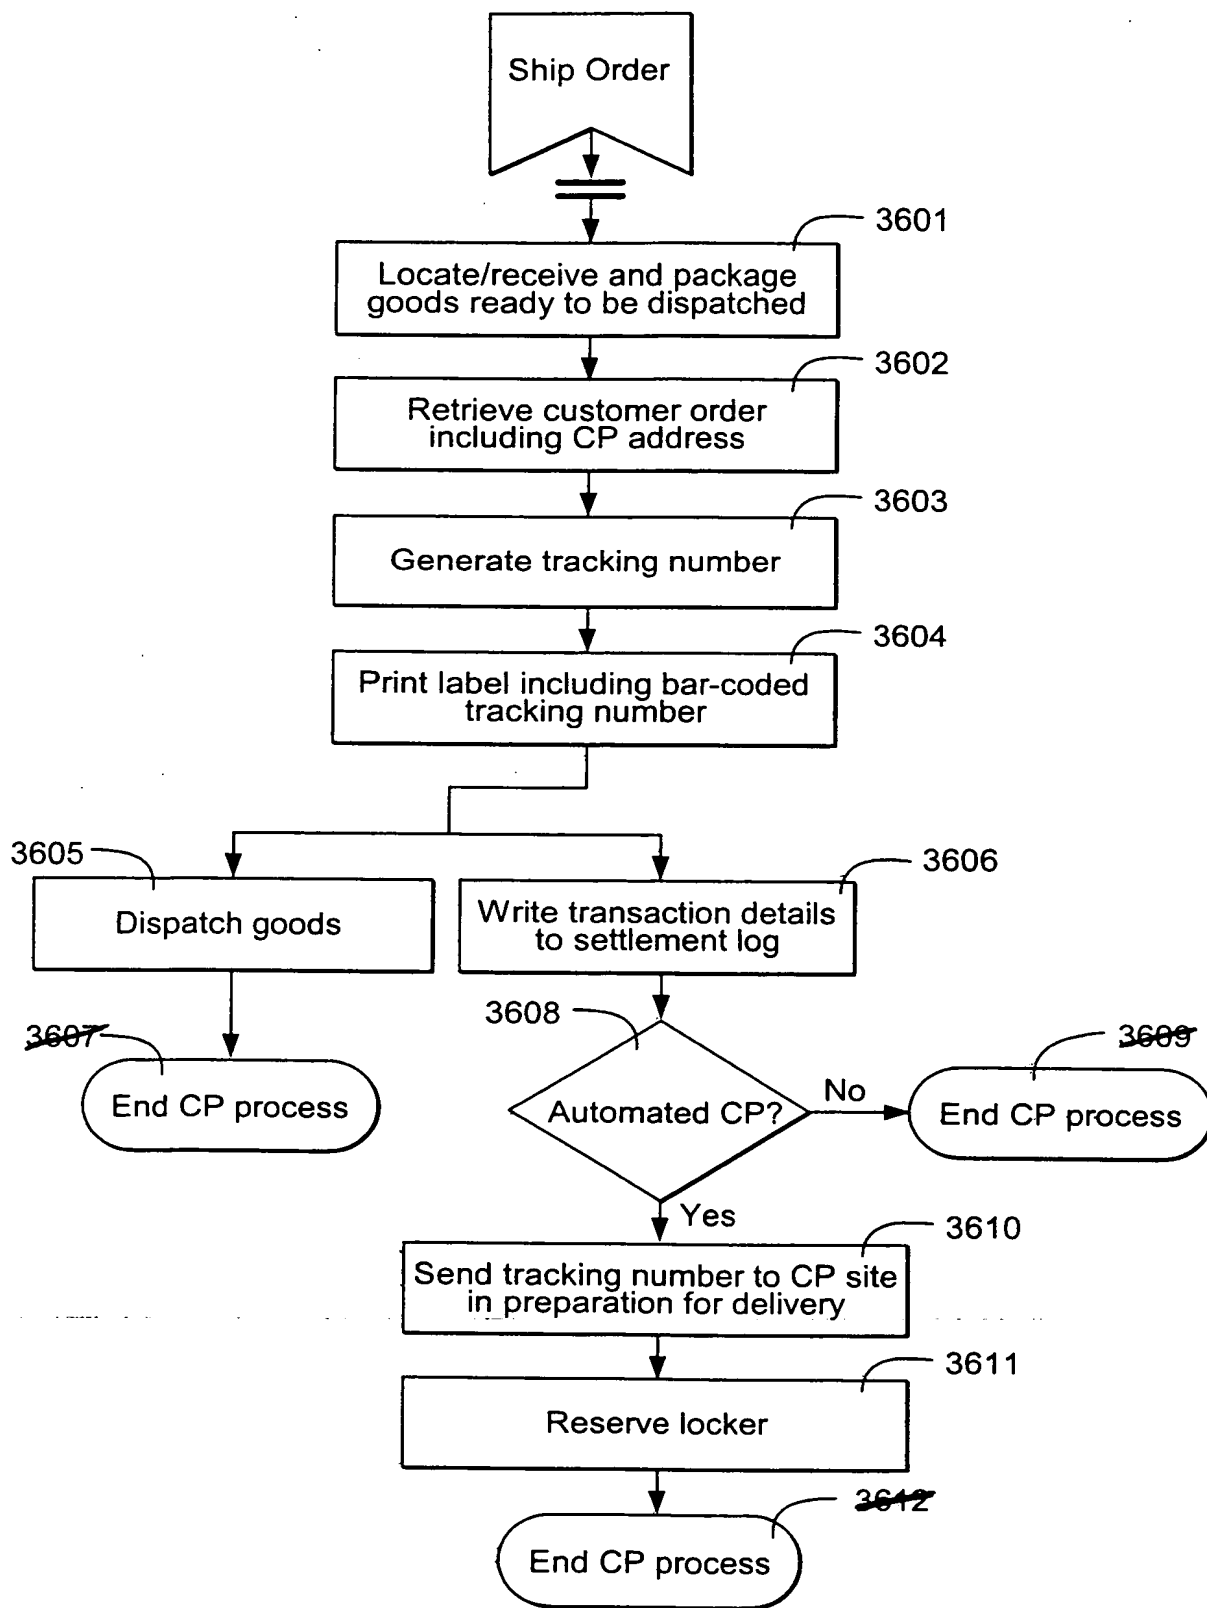 Ship Order
3601
Locate/receive and package
goods ready to be dispatched
3602
Retrieve customer order
including CP address
3603
Generate tracking number
3604
Print label including bar-coded
tracking number
3605
Dispatch goods
3606
Write transaction details
to settlement log
3607
End CP process
3608
Automated CP?
No
3609
End CP process
Yes
3610
Send tracking number to CP site
in preparation for delivery
3611
Reserve locker
3612
End CP process